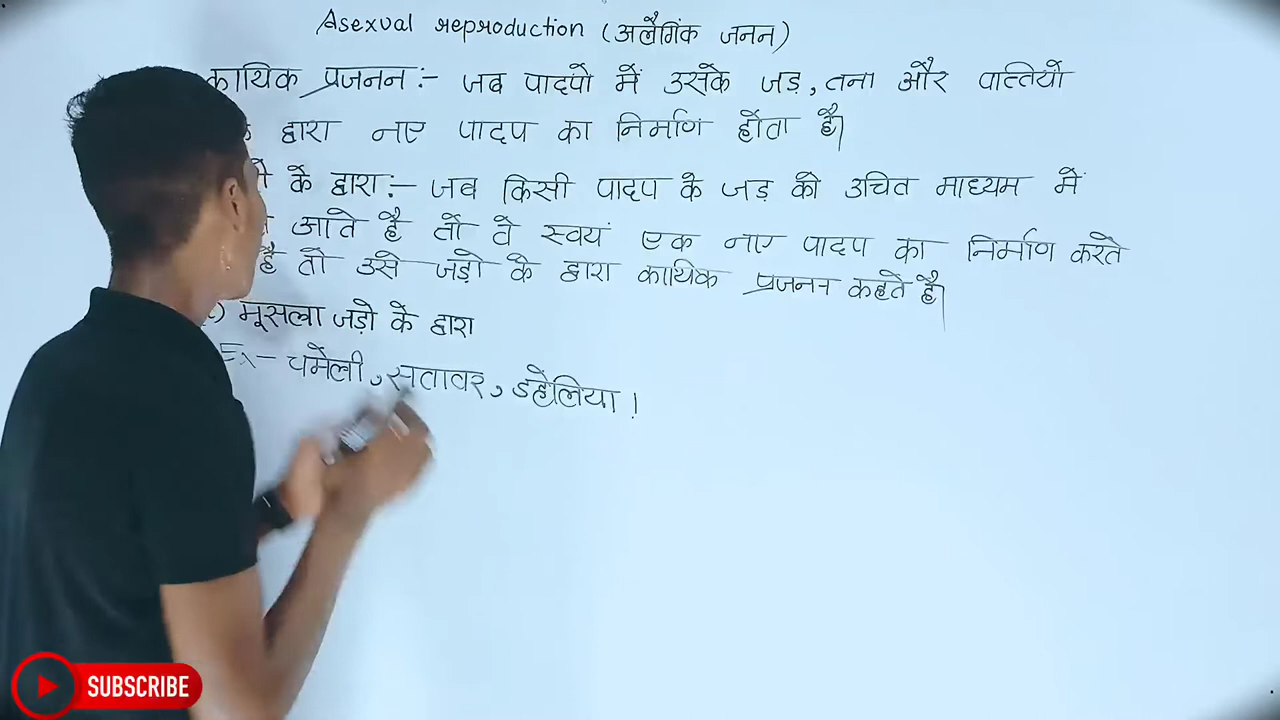 Asexual reproduction (अलैगिंक जनन)
कायिक प्रजनन:- जब पादपो में उसके जड़, तना और पात्तियो
द्वारा नए पादप का निर्माण होता है।
के द्वारा:- जब किसी पादप के जड़ को उचित माध्यम में
आते है तो वे स्वयं एक नए पादप का निर्माण करते
है तो उसे जड़ो के द्वारा कायिक प्रजनन कहते है।
मूसला जड़ो के द्वारा
Ex- चमेली, सतावर, डहेलिया।
SUBSCRIBE